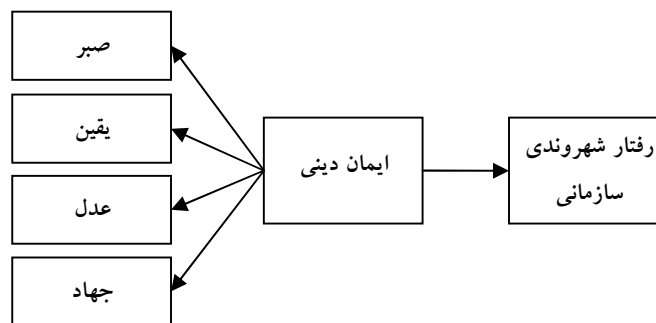 صبر
یقین
عدل
جهاد
ایمان دینی
رفتار شهروندی
سازمانی